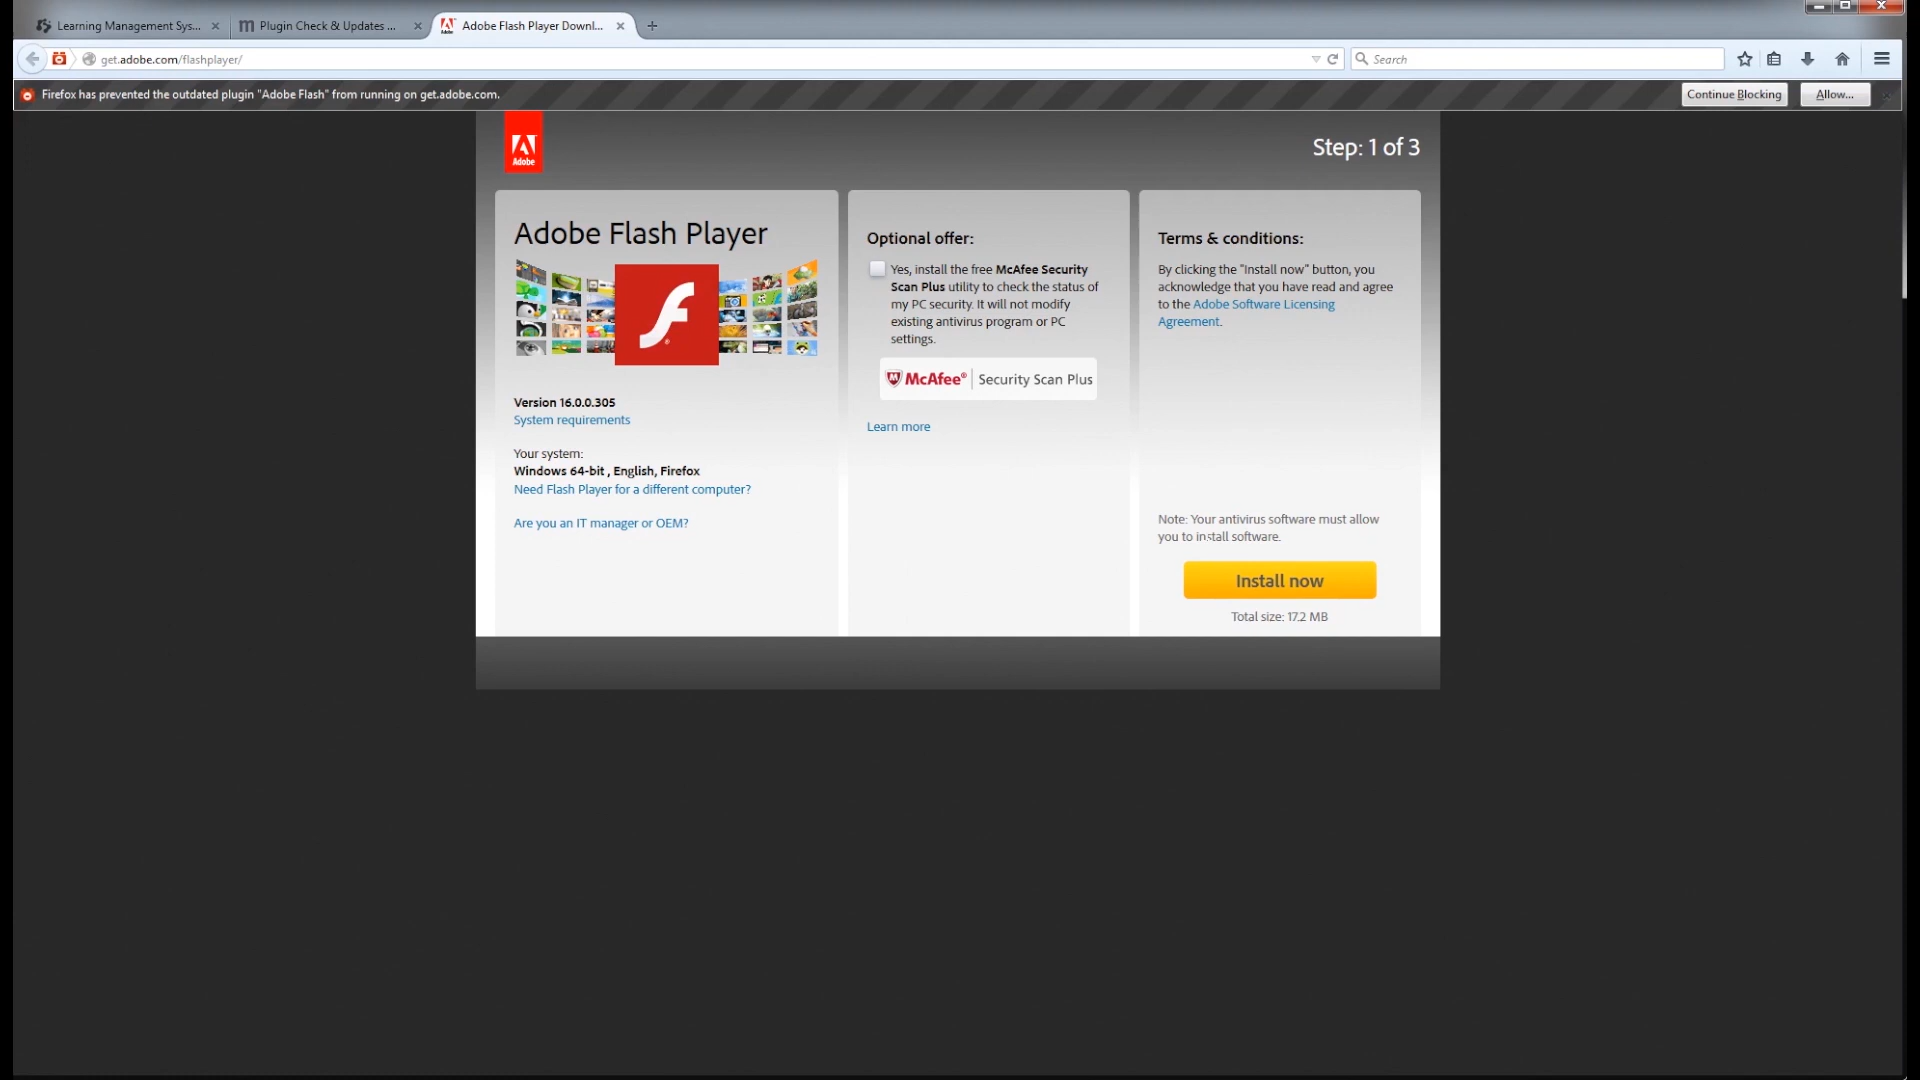 Learning Management Sys...
Plugin Check & Updates ...
Adobe Flash Player Downl...
get.adobe.com/flashplayer/
Search
Firefox has prevented the outdated plugin "Adobe Flash" from running on get.adobe.com.
Continue Blocking
Allow...
Adobe
Step: 1 of 3
Adobe Flash Player
Version 16.0.0.305
System requirements
Your system:
Windows 64-bit , English, Firefox
Need Flash Player for a different computer?
Are you an IT manager or OEM?
Optional offer:
Yes, install the free McAfee Security
Scan Plus utility to check the status of
my PC security. It will not modify
existing antivirus program or PC
settings.
McAfee® | Security Scan Plus
Learn more
Terms & conditions:
By clicking the "Install now" button, you
acknowledge that you have read and agree
to the Adobe Software Licensing
Agreement.
Note: Your antivirus software must allow
you to install software.
Install now
Total size: 17.2 MB